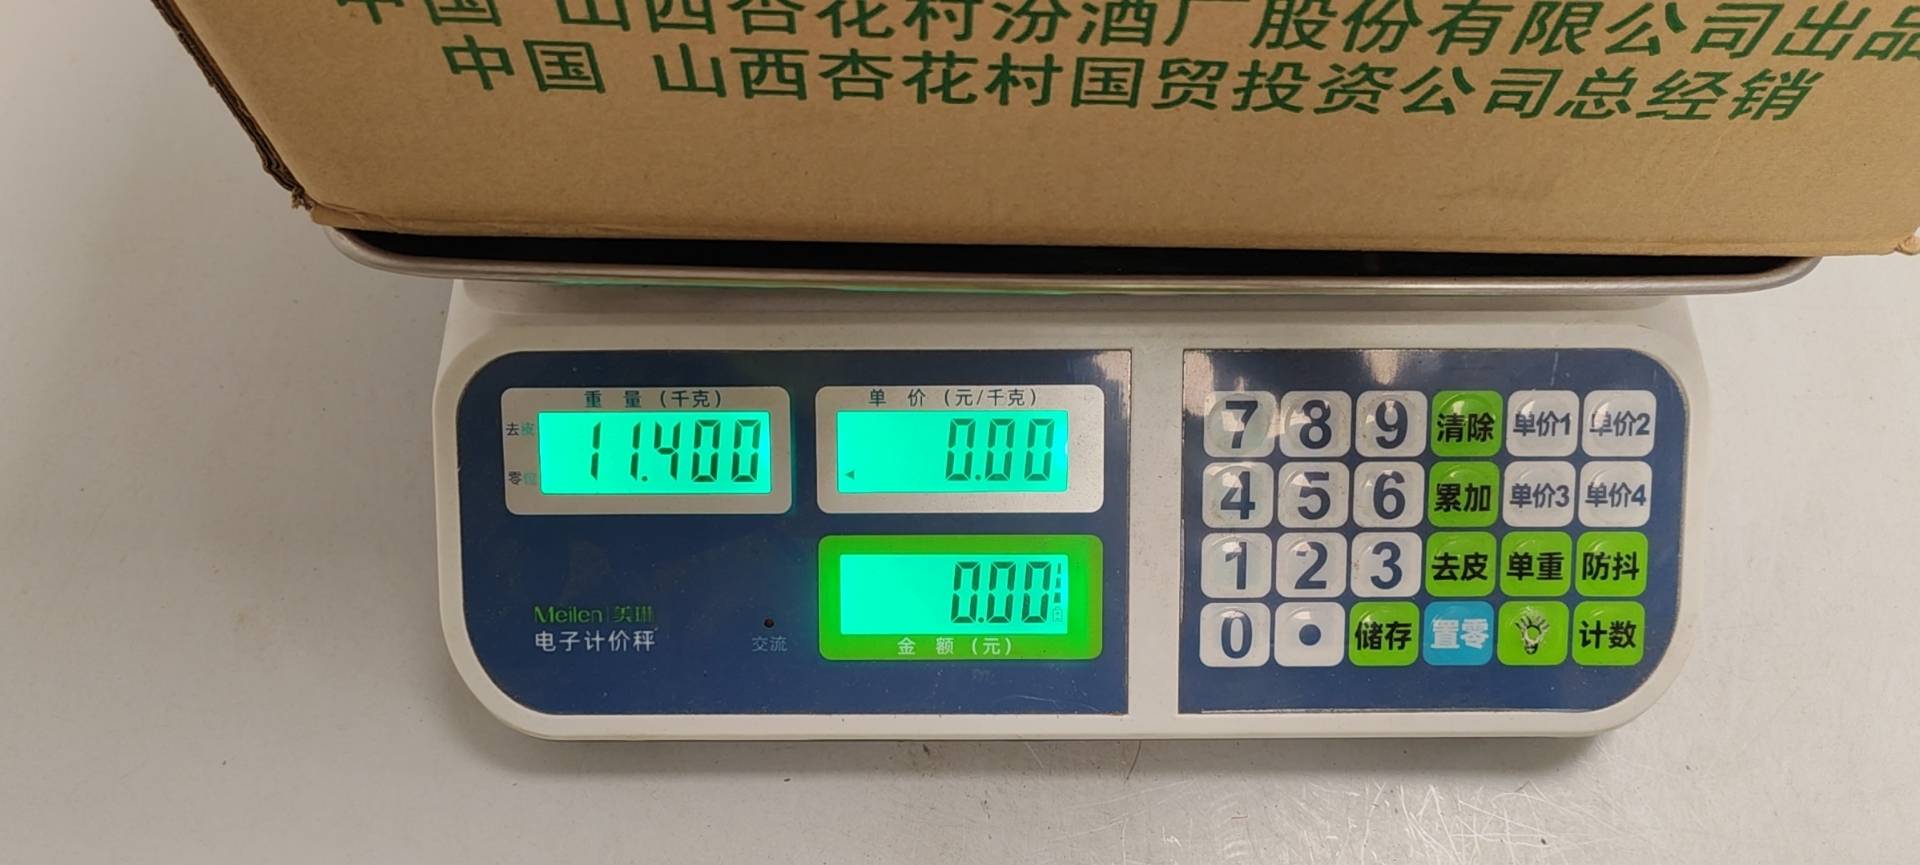 中国 山西杏花村汾酒厂股份有限公司出品
中国 山西杏花村国贸投资公司总经销
重 量 (千克)
去皮
11.400
零位
单 价 (元/千克)
0.00
0.00
金 额 (元)
Meilen 美琳
电子计价秤
交流
7 8 9 清除 单价1 单价2
4 5 6 累加 单价3 单价4
1 2 3 去皮 单重 防抖
0 • 储存 置零 计数